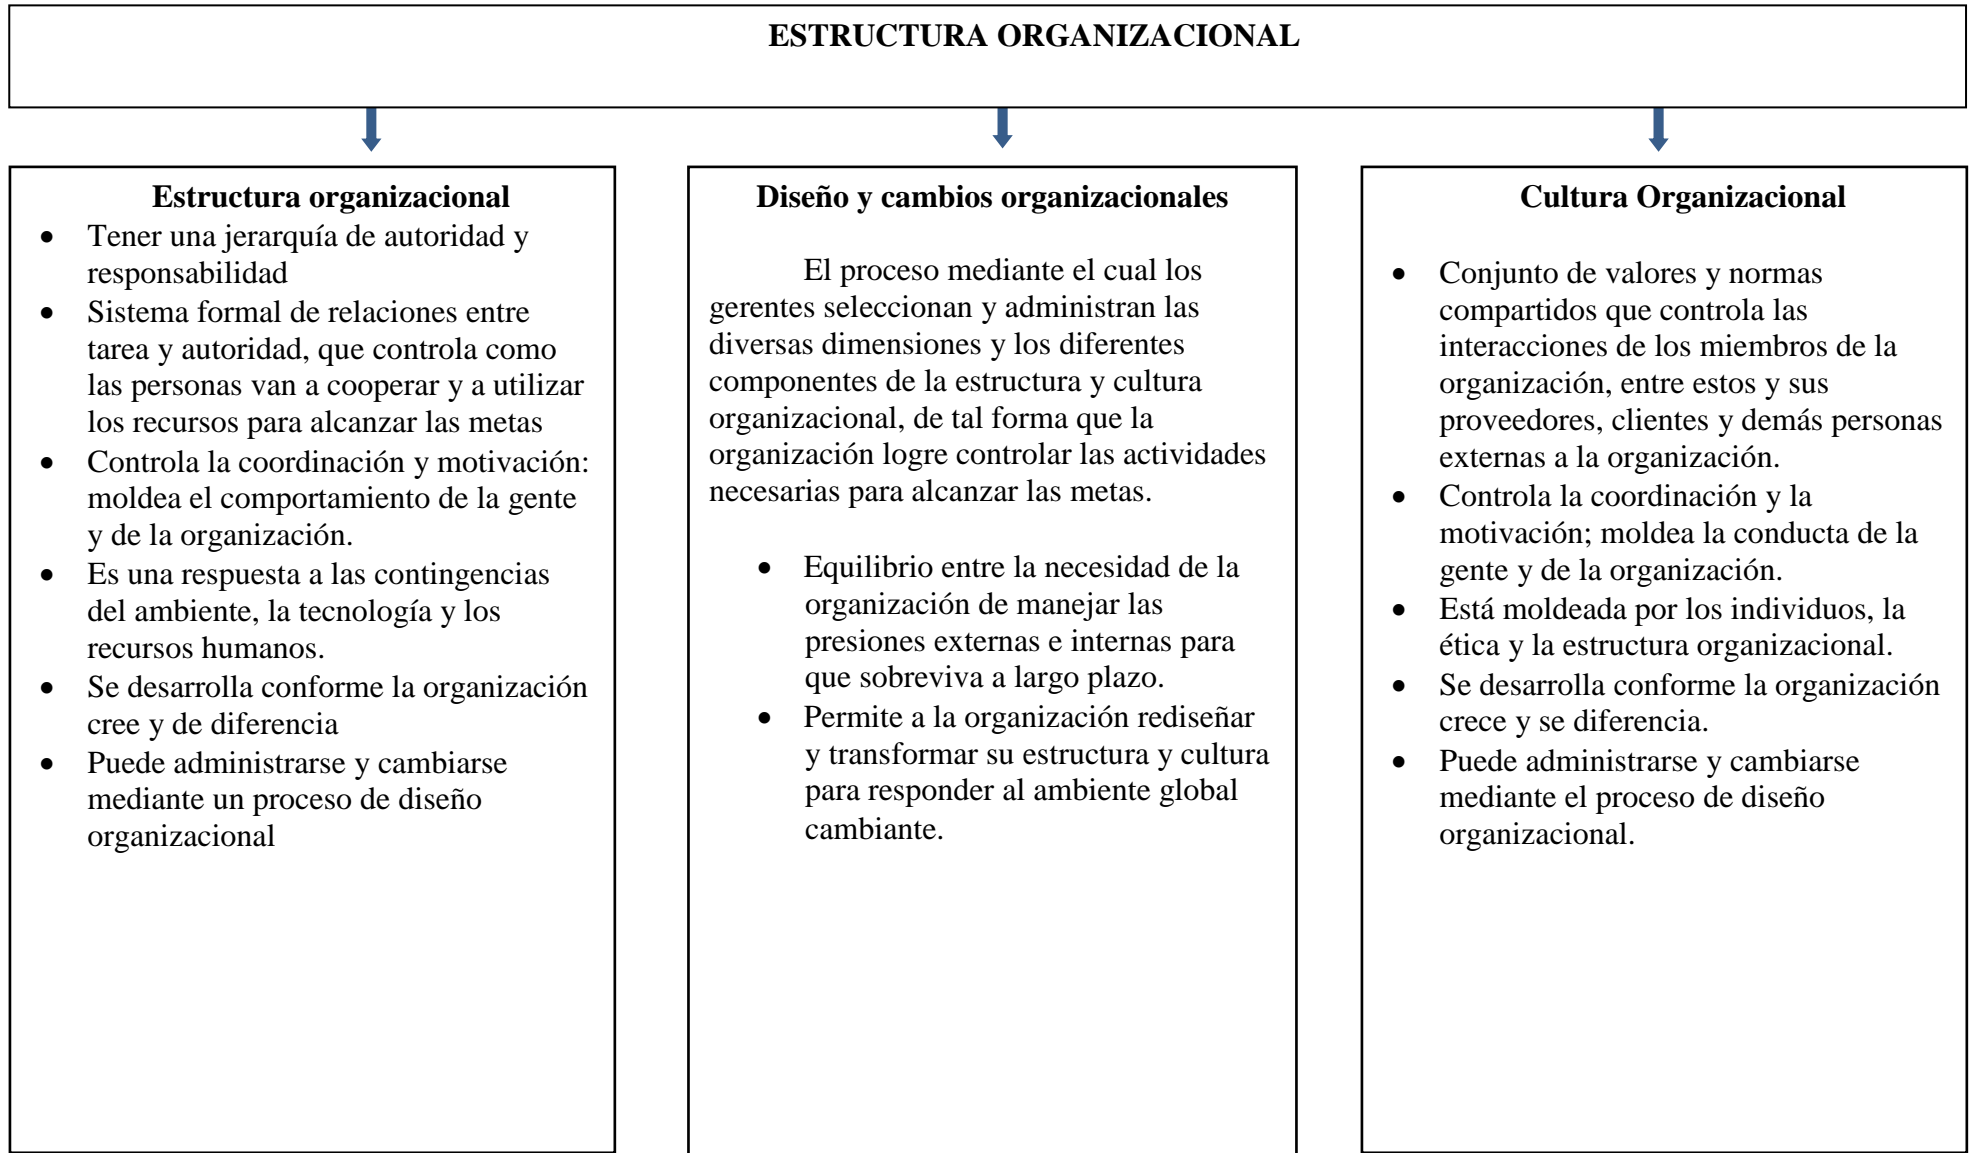 ESTRUCTURA ORGANIZACIONAL
Estructura organizacional
• Tener una jerarquía de autoridad y
responsabilidad
• Sistema formal de relaciones entre
tarea y autoridad, que controla como
las personas van a cooperar y a utilizar
los recursos para alcanzar las metas
• Controla la coordinación y motivación:
moldea el comportamiento de la gente
y de la organización.
• Es una respuesta a las contingencias
del ambiente, la tecnología y los
recursos humanos.
• Se desarrolla conforme la organización
cree y de diferencia
• Puede administrarse y cambiarse
mediante un proceso de diseño
organizacional
Diseño y cambios organizacionales
El proceso mediante el cual los
gerentes seleccionan y administran las
diversas dimensiones y los diferentes
componentes de la estructura y cultura
organizacional, de tal forma que la
organización logre controlar las actividades
necesarias para alcanzar las metas.
• Equilibrio entre la necesidad de la
organización de manejar las
presiones externas e internas para
que sobreviva a largo plazo.
• Permite a la organización rediseñar
y transformar su estructura y cultura
para responder al ambiente global
cambiante.
Cultura Organizacional
• Conjunto de valores y normas
compartidos que controla las
interacciones de los miembros de la
organización, entre estos y sus
proveedores, clientes y demás personas
externas a la organización.
• Controla la coordinación y la
motivación; moldea la conducta de la
gente y de la organización.
• Está moldeada por los individuos, la
ética y la estructura organizacional.
• Se desarrolla conforme la organización
crece y se diferencia.
• Puede administrarse y cambiarse
mediante el proceso de diseño
organizacional.